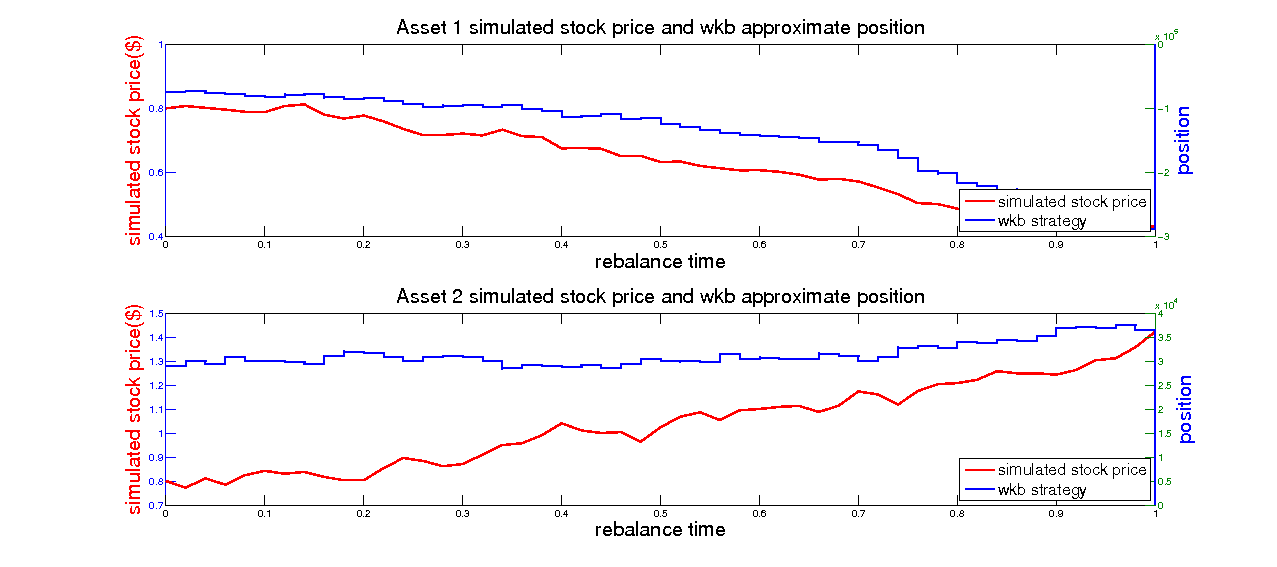 Asset 1 simulated stock price and wkb approximate position
simulated stock price($)
1
0.8
0.6
0.4
0 0.1 0.2 0.3 0.4 0.5 0.6 0.7 0.8 0.9 1
rebalance time
0
-1
-2
-3
position
simulated stock price
wkb strategy
Asset 2 simulated stock price and wkb approximate position
simulated stock price($)
1.5
1.4
1.3
1.2
1.1
1
0.9
0.8
0.7
0 0.1 0.2 0.3 0.4 0.5 0.6 0.7 0.8 0.9 1
rebalance time
x 10^4
4
3.5
3
2.5
2
1.5
1
0.5
0
position
simulated stock price
wkb strategy